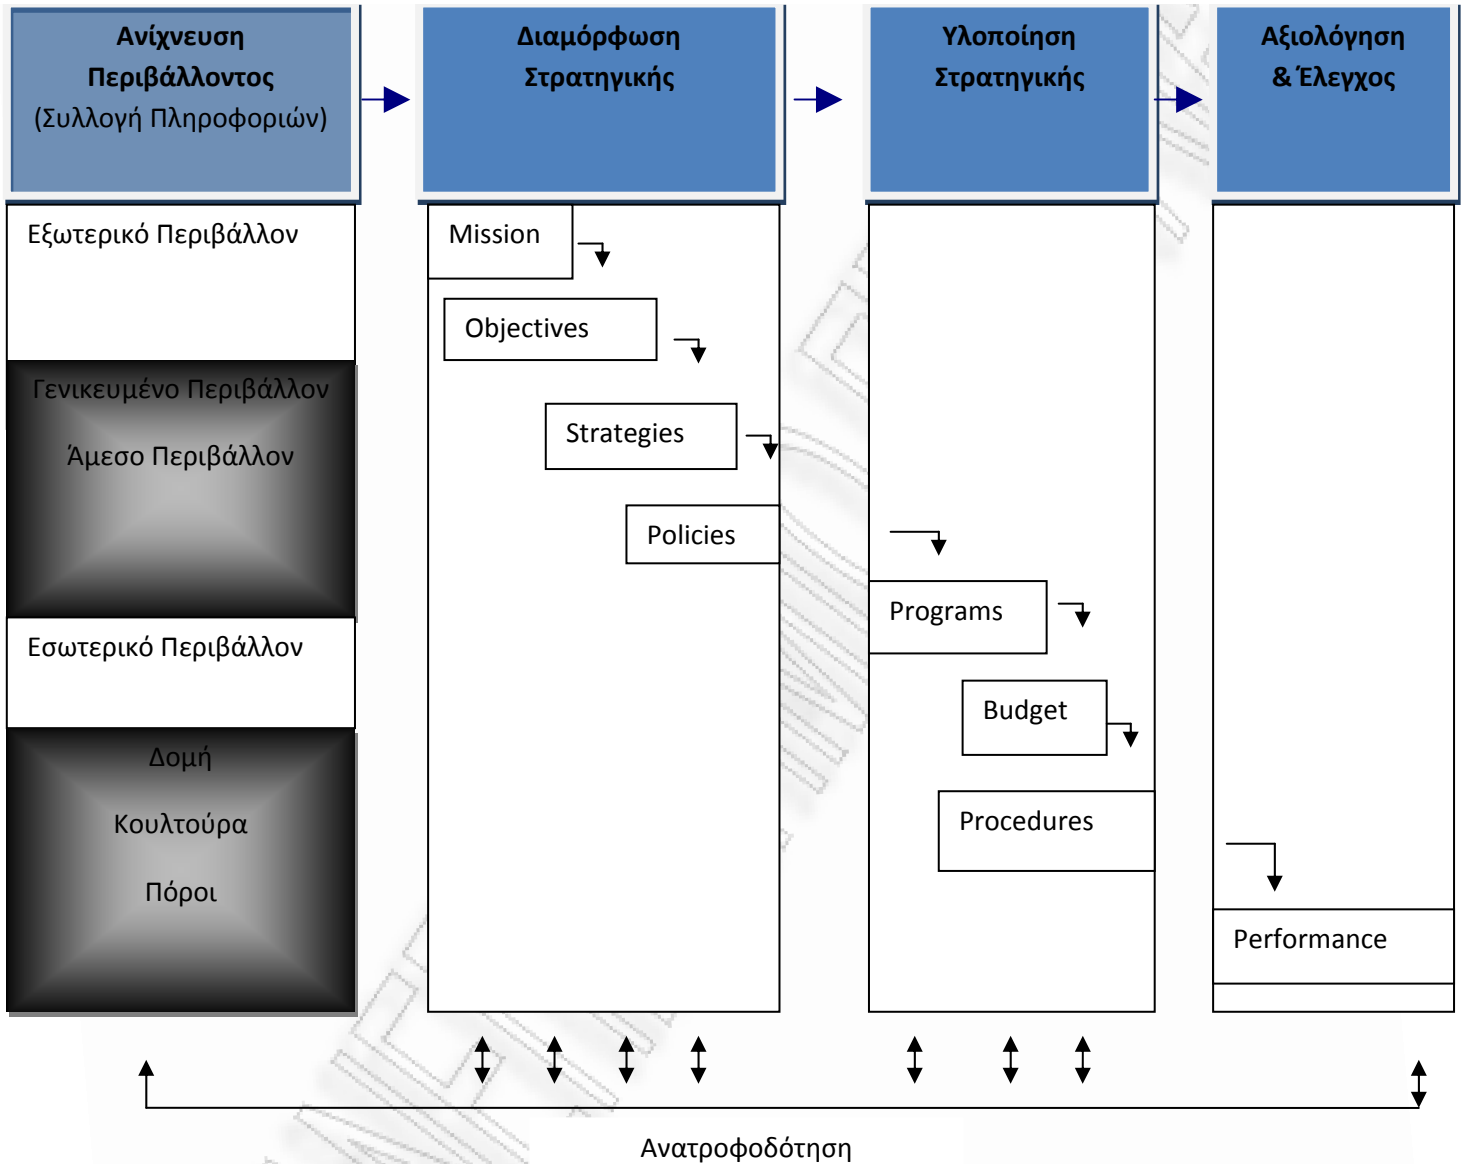 Ανίχνευση
Περιβάλλοντος
(Συλλογή Πληροφοριών)
Διαμόρφωση
Στρατηγικής
Υλοποίηση
Στρατηγικής
Αξιολόγηση
& Έλεγχος
Εξωτερικό Περιβάλλον
Γενικευμένο Περιβάλλον
Άμεσο Περιβάλλον
Εσωτερικό Περιβάλλον
Δομή
Κουλτούρα
Πόροι
Mission
Objectives
Strategies
Policies
Programs
Budget
Procedures
Performance
Ανατροφοδότηση